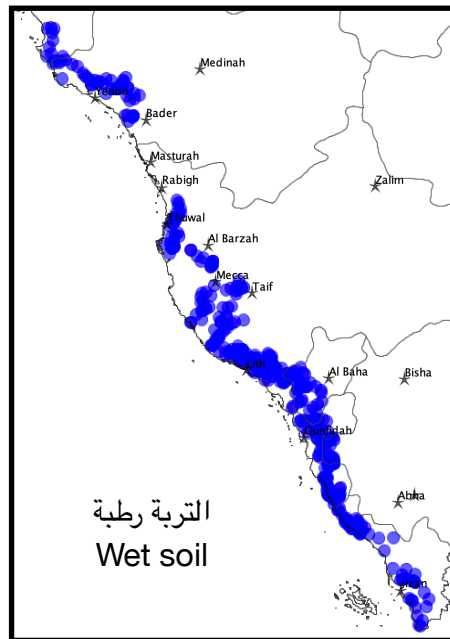 Medinah
Yenbo
Bader
Masturah
Rabigh
Zalim
Thuwal
Al Barzah
Mecca
Taif
Lith
Al Baha
Bisha
Qunfidah
Abha
Jizan
التربة رطبة
Wet soil